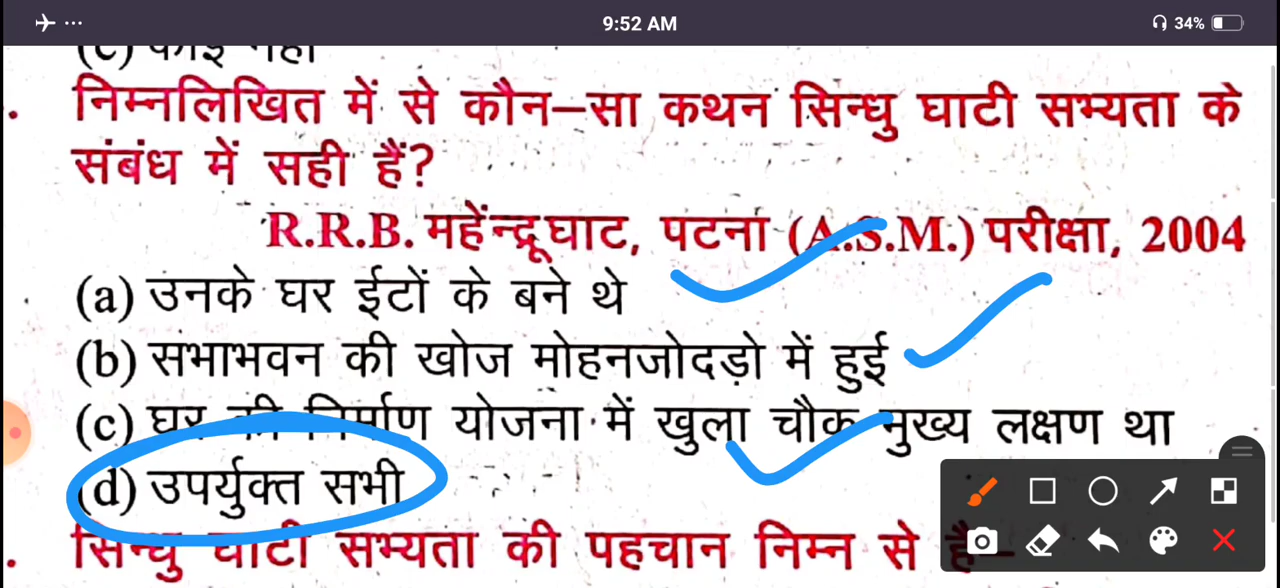 9:52 AM
34%
(c) कोई नहीं
निम्नलिखित में से कौन–सा कथन सिन्धु घाटी सभ्यता के
संबंध में सही हैं?
R.R.B. महेंन्द्रूघाट, पटना (A.S.M.) परीक्षा, 2004
(a) उनके घर ईटों के बने थे
(b) सभाभवन की खोज मोहनजोदड़ो में हुई
(c) घर की निर्माण योजना में खुला चौक मुख्य लक्षण था
(d) उपर्युक्त सभी
सिन्धु घाटी सभ्यता की पहचान निम्न से है–